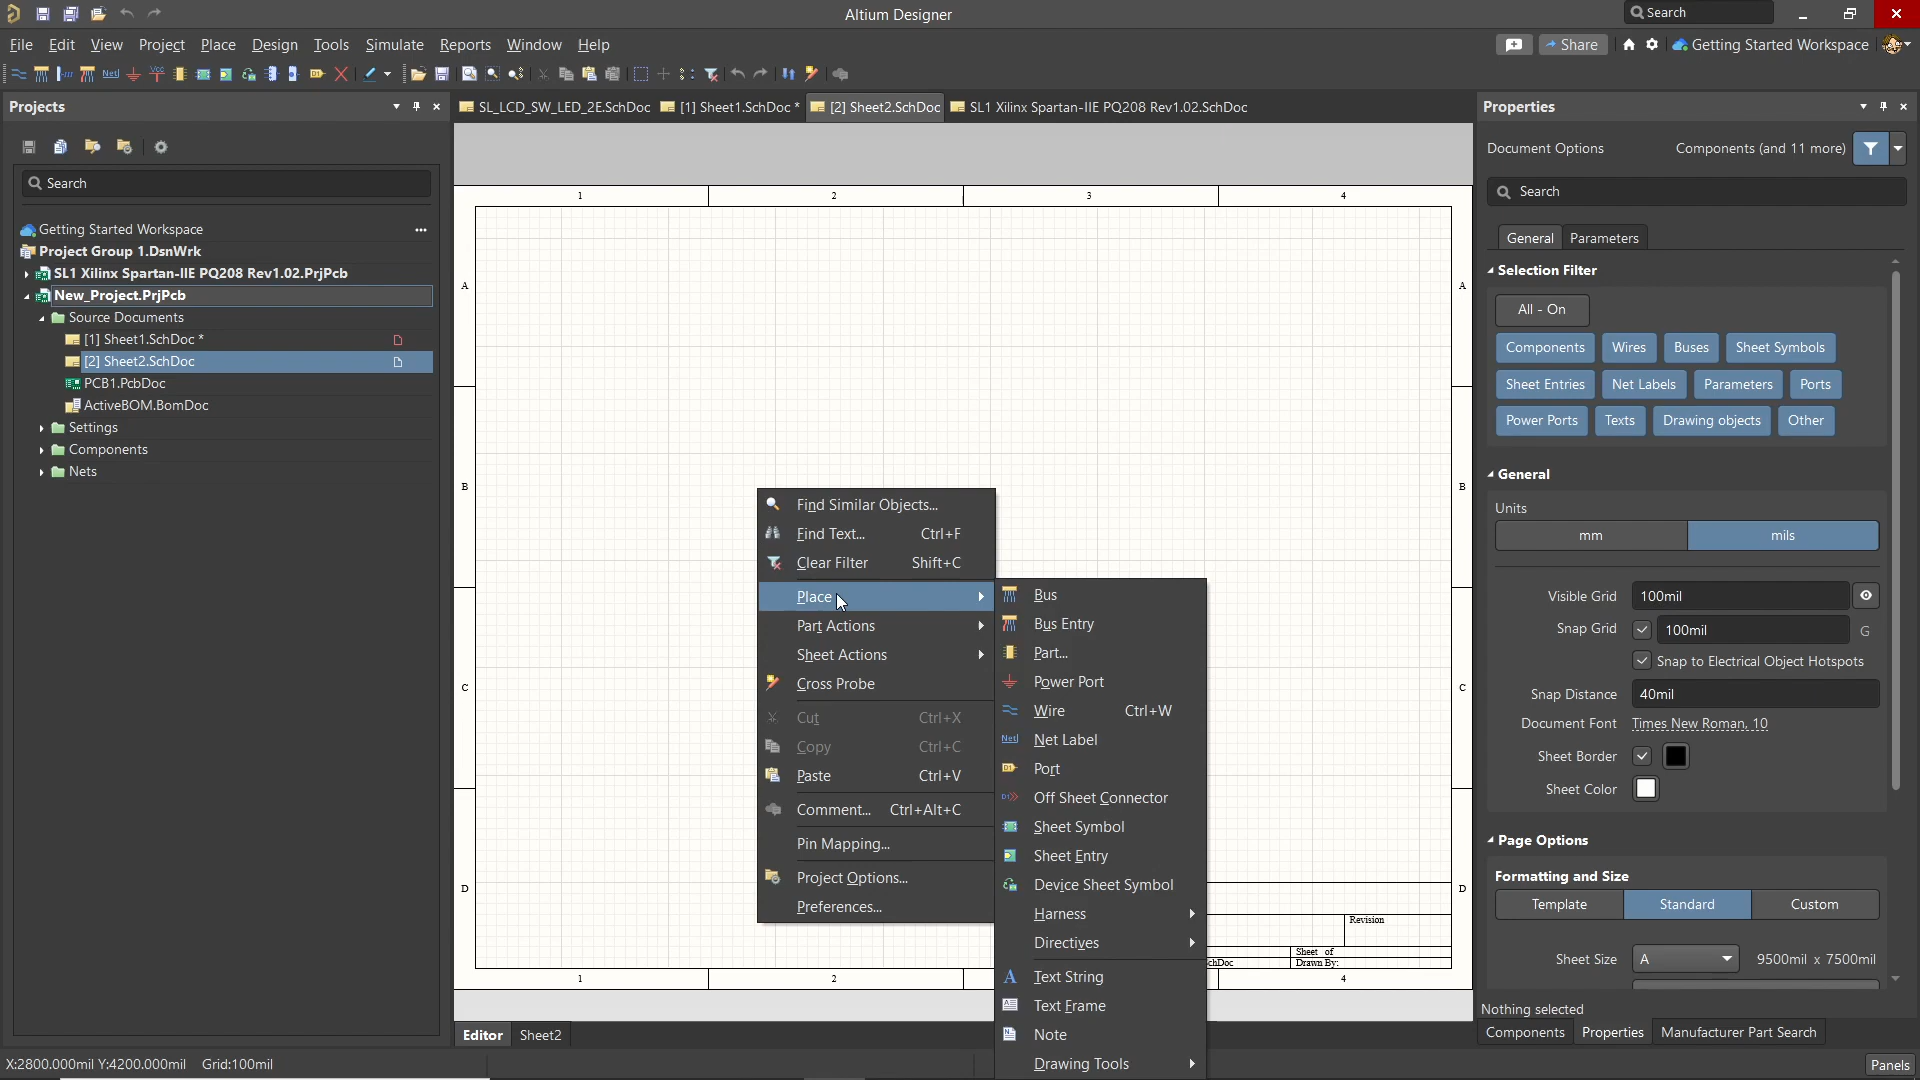 Altium Designer
Search
File Edit View Project Place Design Tools Simulate Reports Window Help
Share
Getting Started Workspace
Projects
SL_LCD_SW_LED_2E.SchDoc
[1] Sheet1.SchDoc *
[2] Sheet2.SchDoc
SL1 Xilinx Spartan-IIE PQ208 Rev1.02.SchDoc
Search
Getting Started Workspace
Project Group 1.DsnWrk
SL1 Xilinx Spartan-IIE PQ208 Rev1.02.PrjPcb
New_Project.PrjPcb
Source Documents
[1] Sheet1.SchDoc *
[2] Sheet2.SchDoc
PCB1.PcbDoc
ActiveBOM.BomDoc
Settings
Components
Nets
1 2 3 4
A A
B B
C C
D D
1 2 4
Revision
Sheet of
chDoc
Drawn By:
Find Similar Objects...
Find Text... Ctrl+F
Clear Filter Shift+C
Place
Part Actions
Sheet Actions
Cross Probe
Cut Ctrl+X
Copy Ctrl+C
Paste Ctrl+V
Comment... Ctrl+Alt+C
Pin Mapping...
Project Options...
Preferences...
Bus
Bus Entry
Part...
Power Port
Wire Ctrl+W
Net Label
Port
Off Sheet Connector
Sheet Symbol
Sheet Entry
Device Sheet Symbol
Harness
Directives
Text String
Text Frame
Note
Drawing Tools
Editor Sheet2
Properties
Document Options Components (and 11 more)
Search
General Parameters
Selection Filter
All - On
Components Wires Buses Sheet Symbols
Sheet Entries Net Labels Parameters Ports
Power Ports Texts Drawing objects Other
General
Units
mm mils
Visible Grid 100mil
Snap Grid 100mil G
Snap to Electrical Object Hotspots
Snap Distance 40mil
Document Font Times New Roman, 10
Sheet Border
Sheet Color
Page Options
Formatting and Size
Template Standard Custom
Sheet Size A 9500mil x 7500mil
Nothing selected
Components Properties Manufacturer Part Search
X:2800.000mil Y:4200.000mil Grid:100mil
Panels